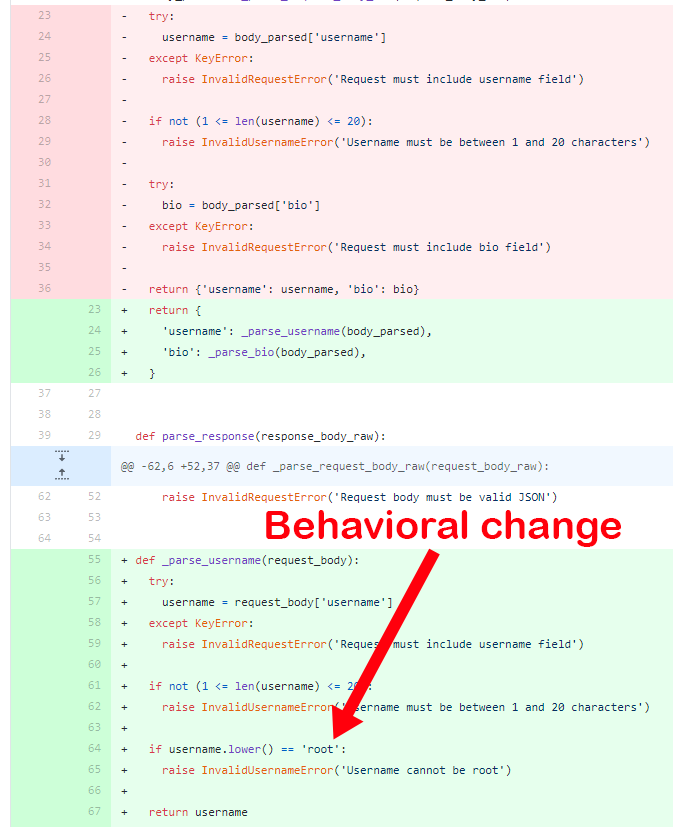 23 - try:
24 - username = body_parsed['username']
25 - except KeyError:
26 - raise InvalidRequestError('Request must include username field')
27 -
28 - if not (1 <= len(username) <= 20):
29 - raise InvalidUsernameError('Username must be between 1 and 20 characters')
30 -
31 - try:
32 - bio = body_parsed['bio']
33 - except KeyError:
34 - raise InvalidRequestError('Request must include bio field')
35 -
36 - return {'username': username, 'bio': bio}
23 + return {
24 + 'username': _parse_username(body_parsed),
25 + 'bio': _parse_bio(body_parsed),
26 + }
37 27
38 28
39 29 def parse_response(response_body_raw):
@@ -62,6 +52,37 @@ def _parse_request_body_raw(request_body_raw):
62 52 raise InvalidRequestError('Request body must be valid JSON')
63 53
64 54
Behavioral change
55 + def _parse_username(request_body):
56 + try:
57 + username = request_body['username']
58 + except KeyError:
59 + raise InvalidRequestError('Request must include username field')
60 +
61 + if not (1 <= len(username) <= 20):
62 + raise InvalidUsernameError('Username must be between 1 and 20 characters')
63 +
64 + if username.lower() == 'root':
65 + raise InvalidUsernameError('Username cannot be root')
66 +
67 + return username